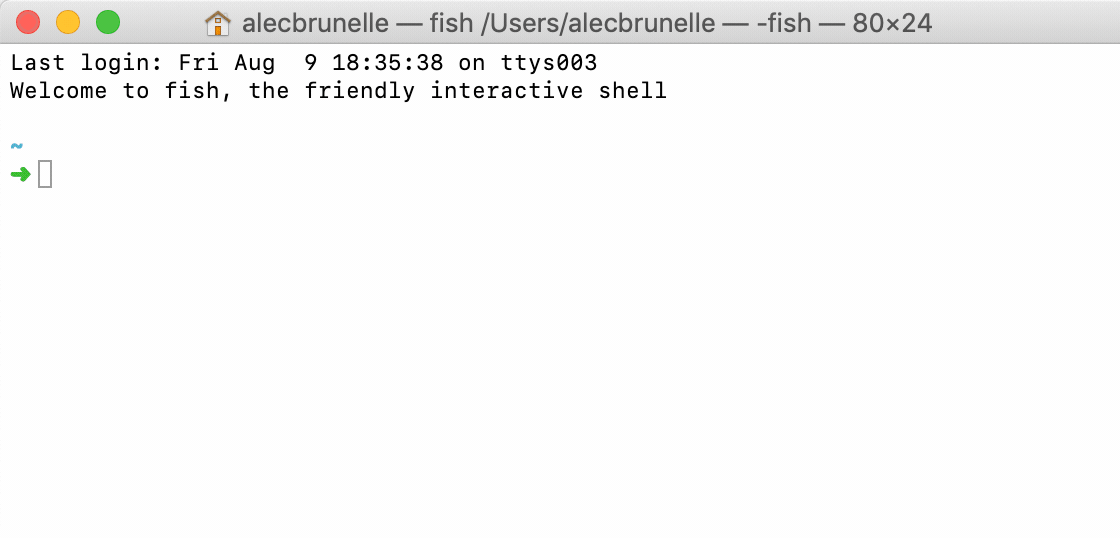 alecbrunelle — fish /Users/alecbrunelle — -fish — 80×24
Last login: Fri Aug  9 18:35:38 on ttys003
Welcome to fish, the friendly interactive shell
~
➜